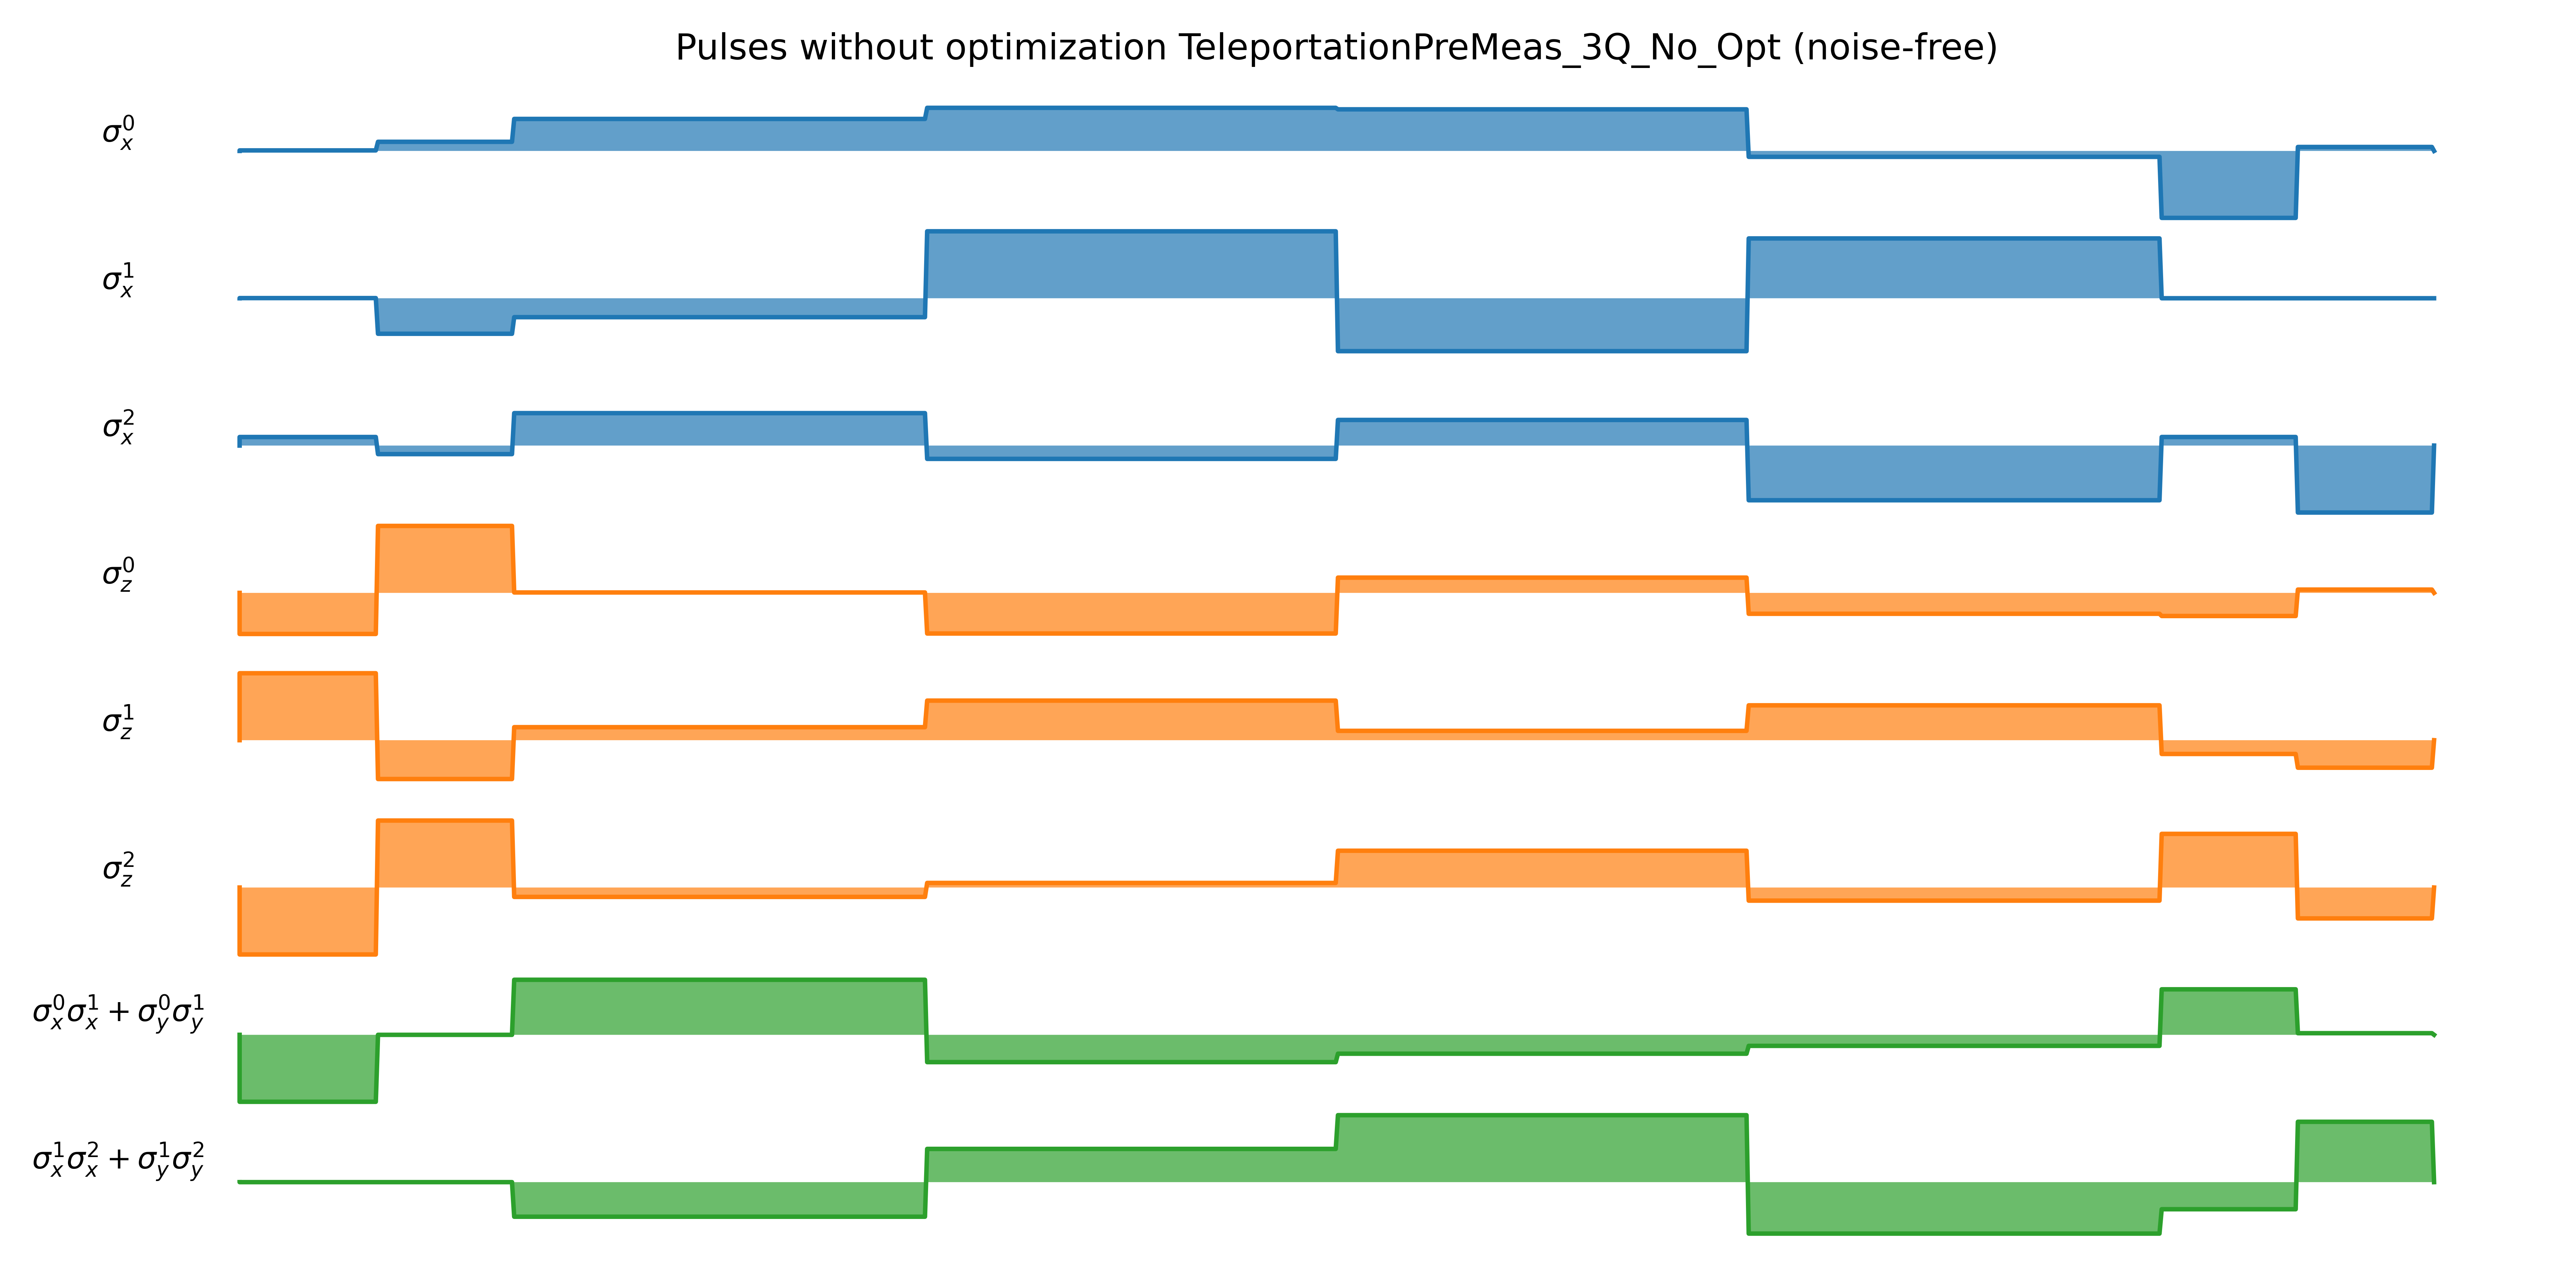 Pulses without optimization TeleportationPreMeas_3Q_No_Opt (noise-free)
σ_x^0
σ_x^1
σ_x^2
σ_z^0
σ_z^1
σ_z^2
σ_x^0σ_x^1 + σ_y^0σ_y^1
σ_x^1σ_x^2 + σ_y^1σ_y^2